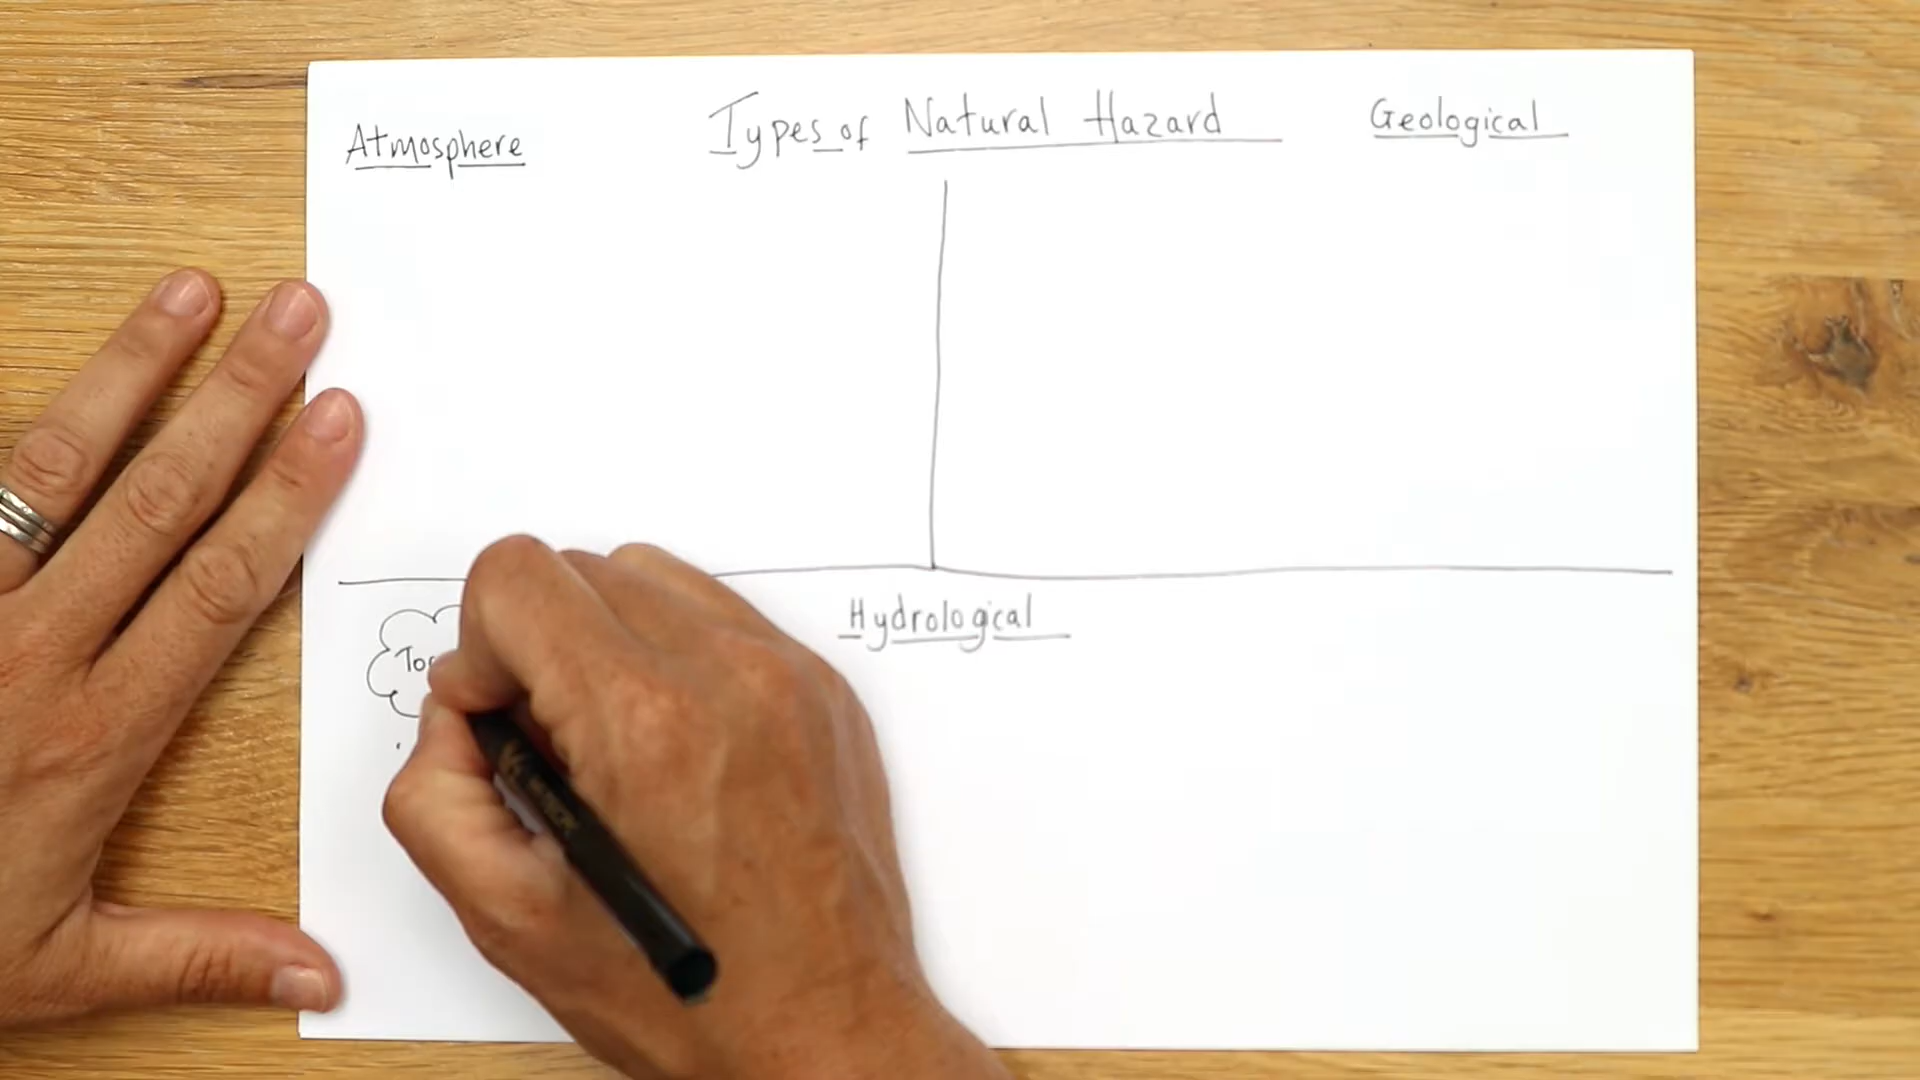 Types of Natural Hazard
Atmosphere
Geological
Hydrological